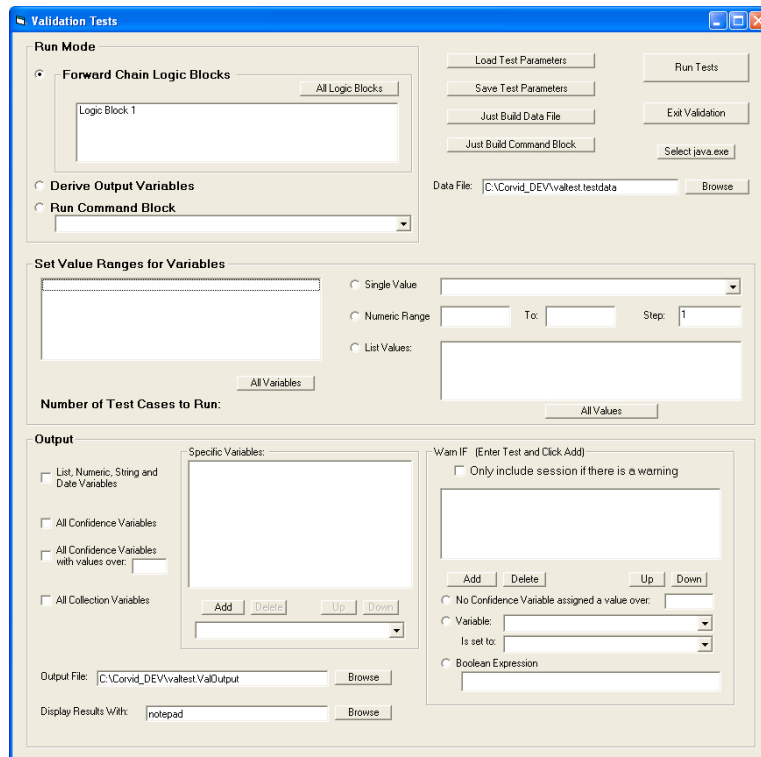 Validation Tests
Run Mode
Forward Chain Logic Blocks
All Logic Blocks
Logic Block 1
Derive Output Variables
Run Command Block
Load Test Parameters
Save Test Parameters
Just Build Data File
Just Build Command Block
Run Tests
Exit Validation
Select java.exe
Data File: C:\Corvid_DEV\valtest.testdata Browse
Set Value Ranges for Variables
All Variables
Number of Test Cases to Run:
Single Value
Numeric Range To: Step: 1
List Values:
All Values
Output
List, Numeric, String and
Date Variables
All Confidence Variables
All Confidence Variables
with values over:
All Collection Variables
Specific Variables:
Add Delete Up Down
Warn IF (Enter Test and Click Add)
Only include session if there is a warning
Add Delete Up Down
No Confidence Variable assigned a value over:
Variable:
Is set to:
Boolean Expression
Output File: C:\Corvid_DEV\valtest.ValOutput Browse
Display Results With: notepad Browse